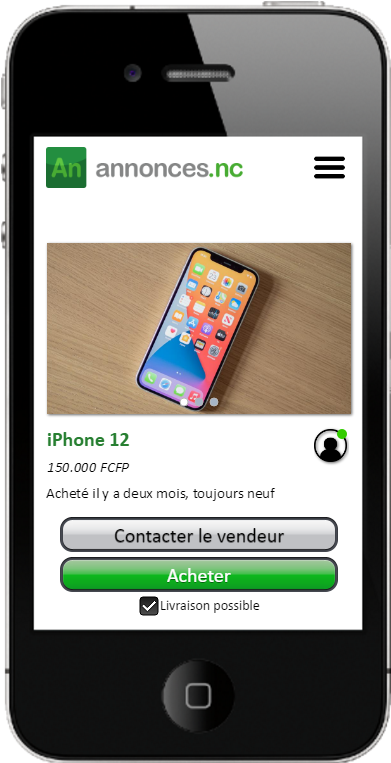 An annonces.nc
iPhone 12
150.000 FCFP
Acheté il y a deux mois, toujours neuf
Contacter le vendeur
Acheter
Livraison possible